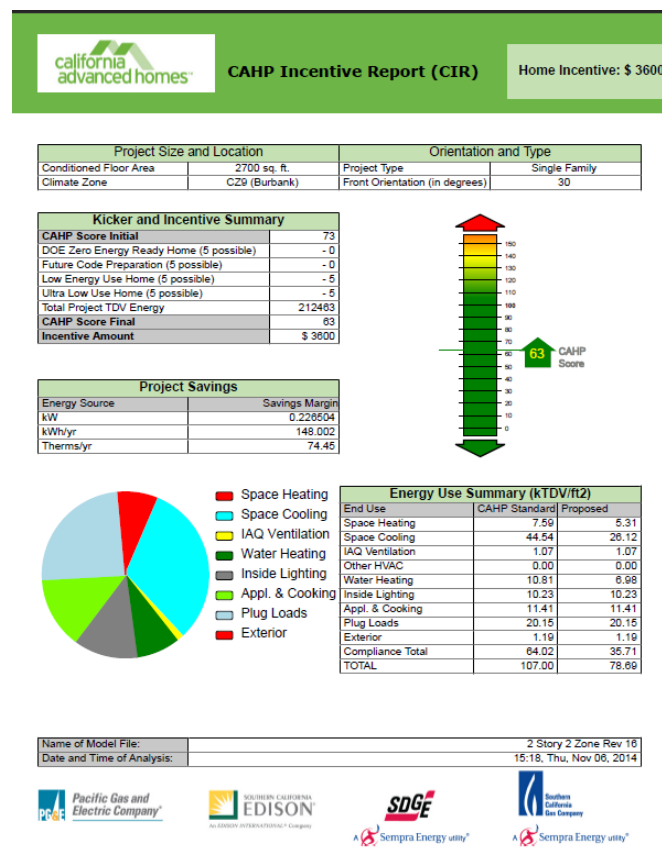 california
advanced homes
CAHP Incentive Report (CIR)
Home Incentive: $ 3600
Project Size and Location
Orientation and Type
Conditioned Floor Area 2700 sq. ft. Project Type Single Family
Climate Zone CZ9 (Burbank) Front Orientation (in degrees) 30
Kicker and Incentive Summary
CAHP Score Initial 73
DOE Zero Energy Ready Home (5 possible) - 0
Future Code Preparation (5 possible) - 0
Low Energy Use Home (5 possible) - 5
Ultra Low Use Home (5 possible) - 5
Total Project TDV Energy 212463
CAHP Score Final 63
Incentive Amount $ 3600
150
140
130
120
110
100
90
80
70
60
50
40
30
20
10
0
63
CAHP
Score
Project Savings
Energy Source Savings Margin
kW 0.226504
kWh/yr 148.002
Therms/yr 74.45
Space Heating
Space Cooling
IAQ Ventilation
Water Heating
Inside Lighting
Appl. & Cooking
Plug Loads
Exterior
Energy Use Summary (kTDV/ft2)
End Use CAHP Standard Proposed
Space Heating 7.59 5.31
Space Cooling 44.54 26.12
IAQ Ventilation 1.07 1.07
Other HVAC 0.00 0.00
Water Heating 10.81 6.98
Inside Lighting 10.23 10.23
Appl. & Cooking 11.41 11.41
Plug Loads 20.15 20.15
Exterior 1.19 1.19
Compliance Total 64.02 35.71
TOTAL 107.00 78.69
Name of Model File: 2 Story 2 Zone Rev 16
Date and Time of Analysis: 15:18, Thu, Nov 06, 2014
PG&E
Pacific Gas and
Electric Company®
SOUTHERN CALIFORNIA
EDISON®
An EDISON INTERNATIONAL® Company
SDGE
A Sempra Energy utility®
Southern
California
Gas Company
A Sempra Energy utility®